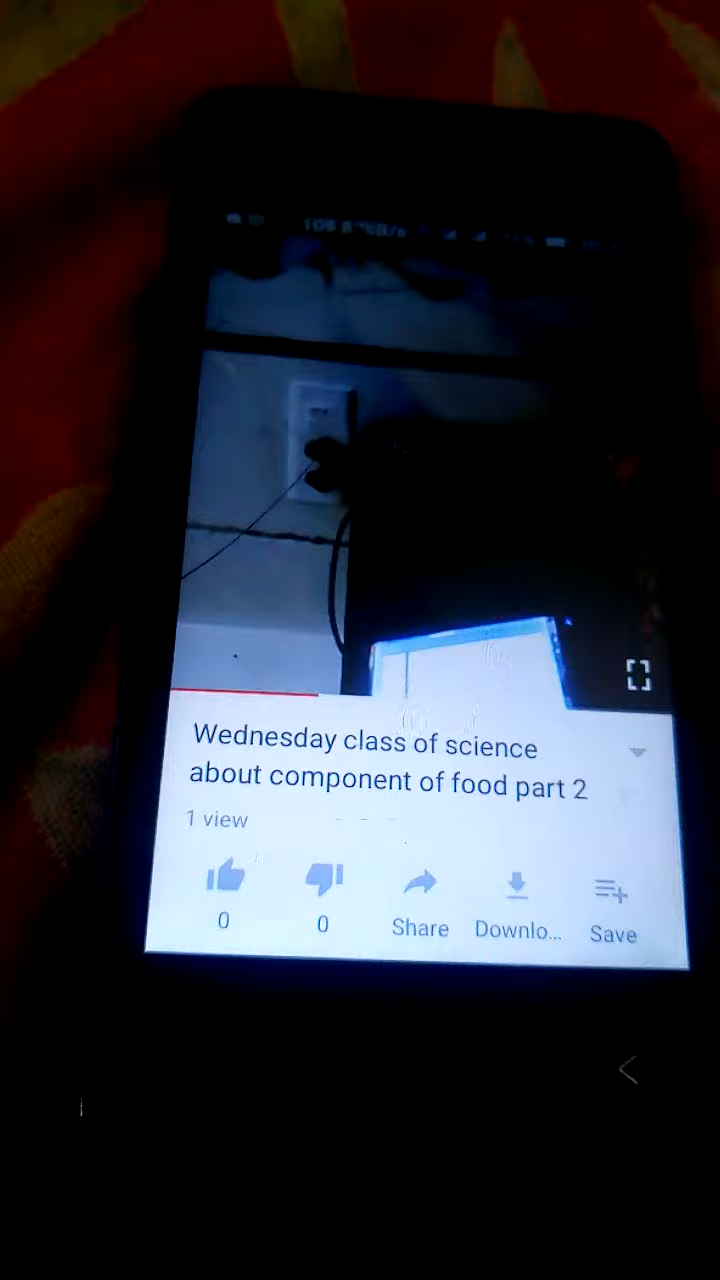 Wednesday class of science
about component of food part 2
1 view
0
0
Share
Downlo...
Save